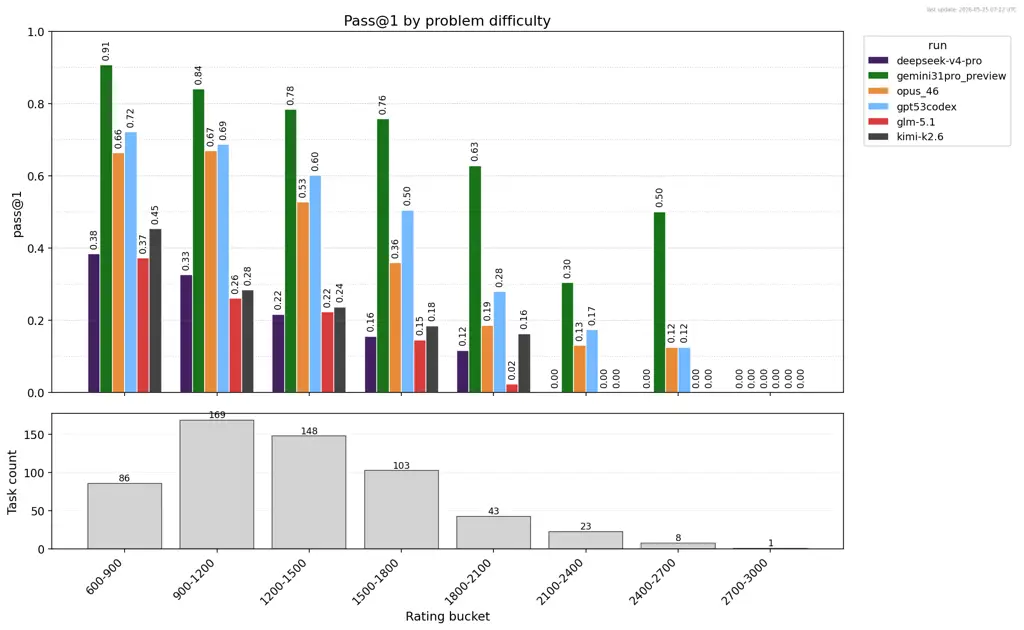 last update: 2026-05-25 07:22 UTC
Pass@1 by problem difficulty
run
deepseek-v4-pro
gemini31pro_preview
opus_46
gpt53codex
glm-5.1
kimi-k2.6
pass@1
1.0
0.8
0.6
0.4
0.2
0.0
0.38 0.91 0.66 0.72 0.37 0.45
0.33 0.84 0.67 0.69 0.26 0.28
0.22 0.78 0.53 0.60 0.22 0.24
0.16 0.76 0.36 0.50 0.15 0.18
0.12 0.63 0.19 0.28 0.02 0.16
0.00 0.30 0.13 0.17 0.00 0.00
0.00 0.50 0.12 0.12 0.00 0.00
0.00 0.00 0.00 0.00 0.00 0.00
Task count
150
100
50
0
86 169 148 103 43 23 8 1
600-900 900-1200 1200-1500 1500-1800 1800-2100 2100-2400 2400-2700 2700-3000
Rating bucket